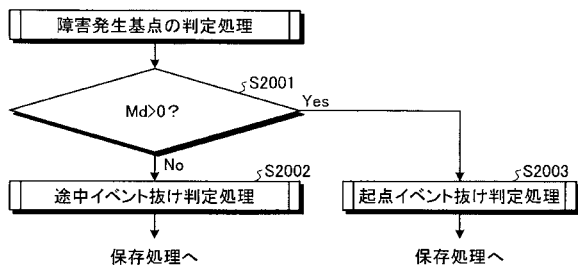 障害発生基点の判定処理
S2001
Md>0?
Yes
No
S2002
途中イベント抜け判定処理
S2003
起点イベント抜け判定処理
保存処理へ
保存処理へ